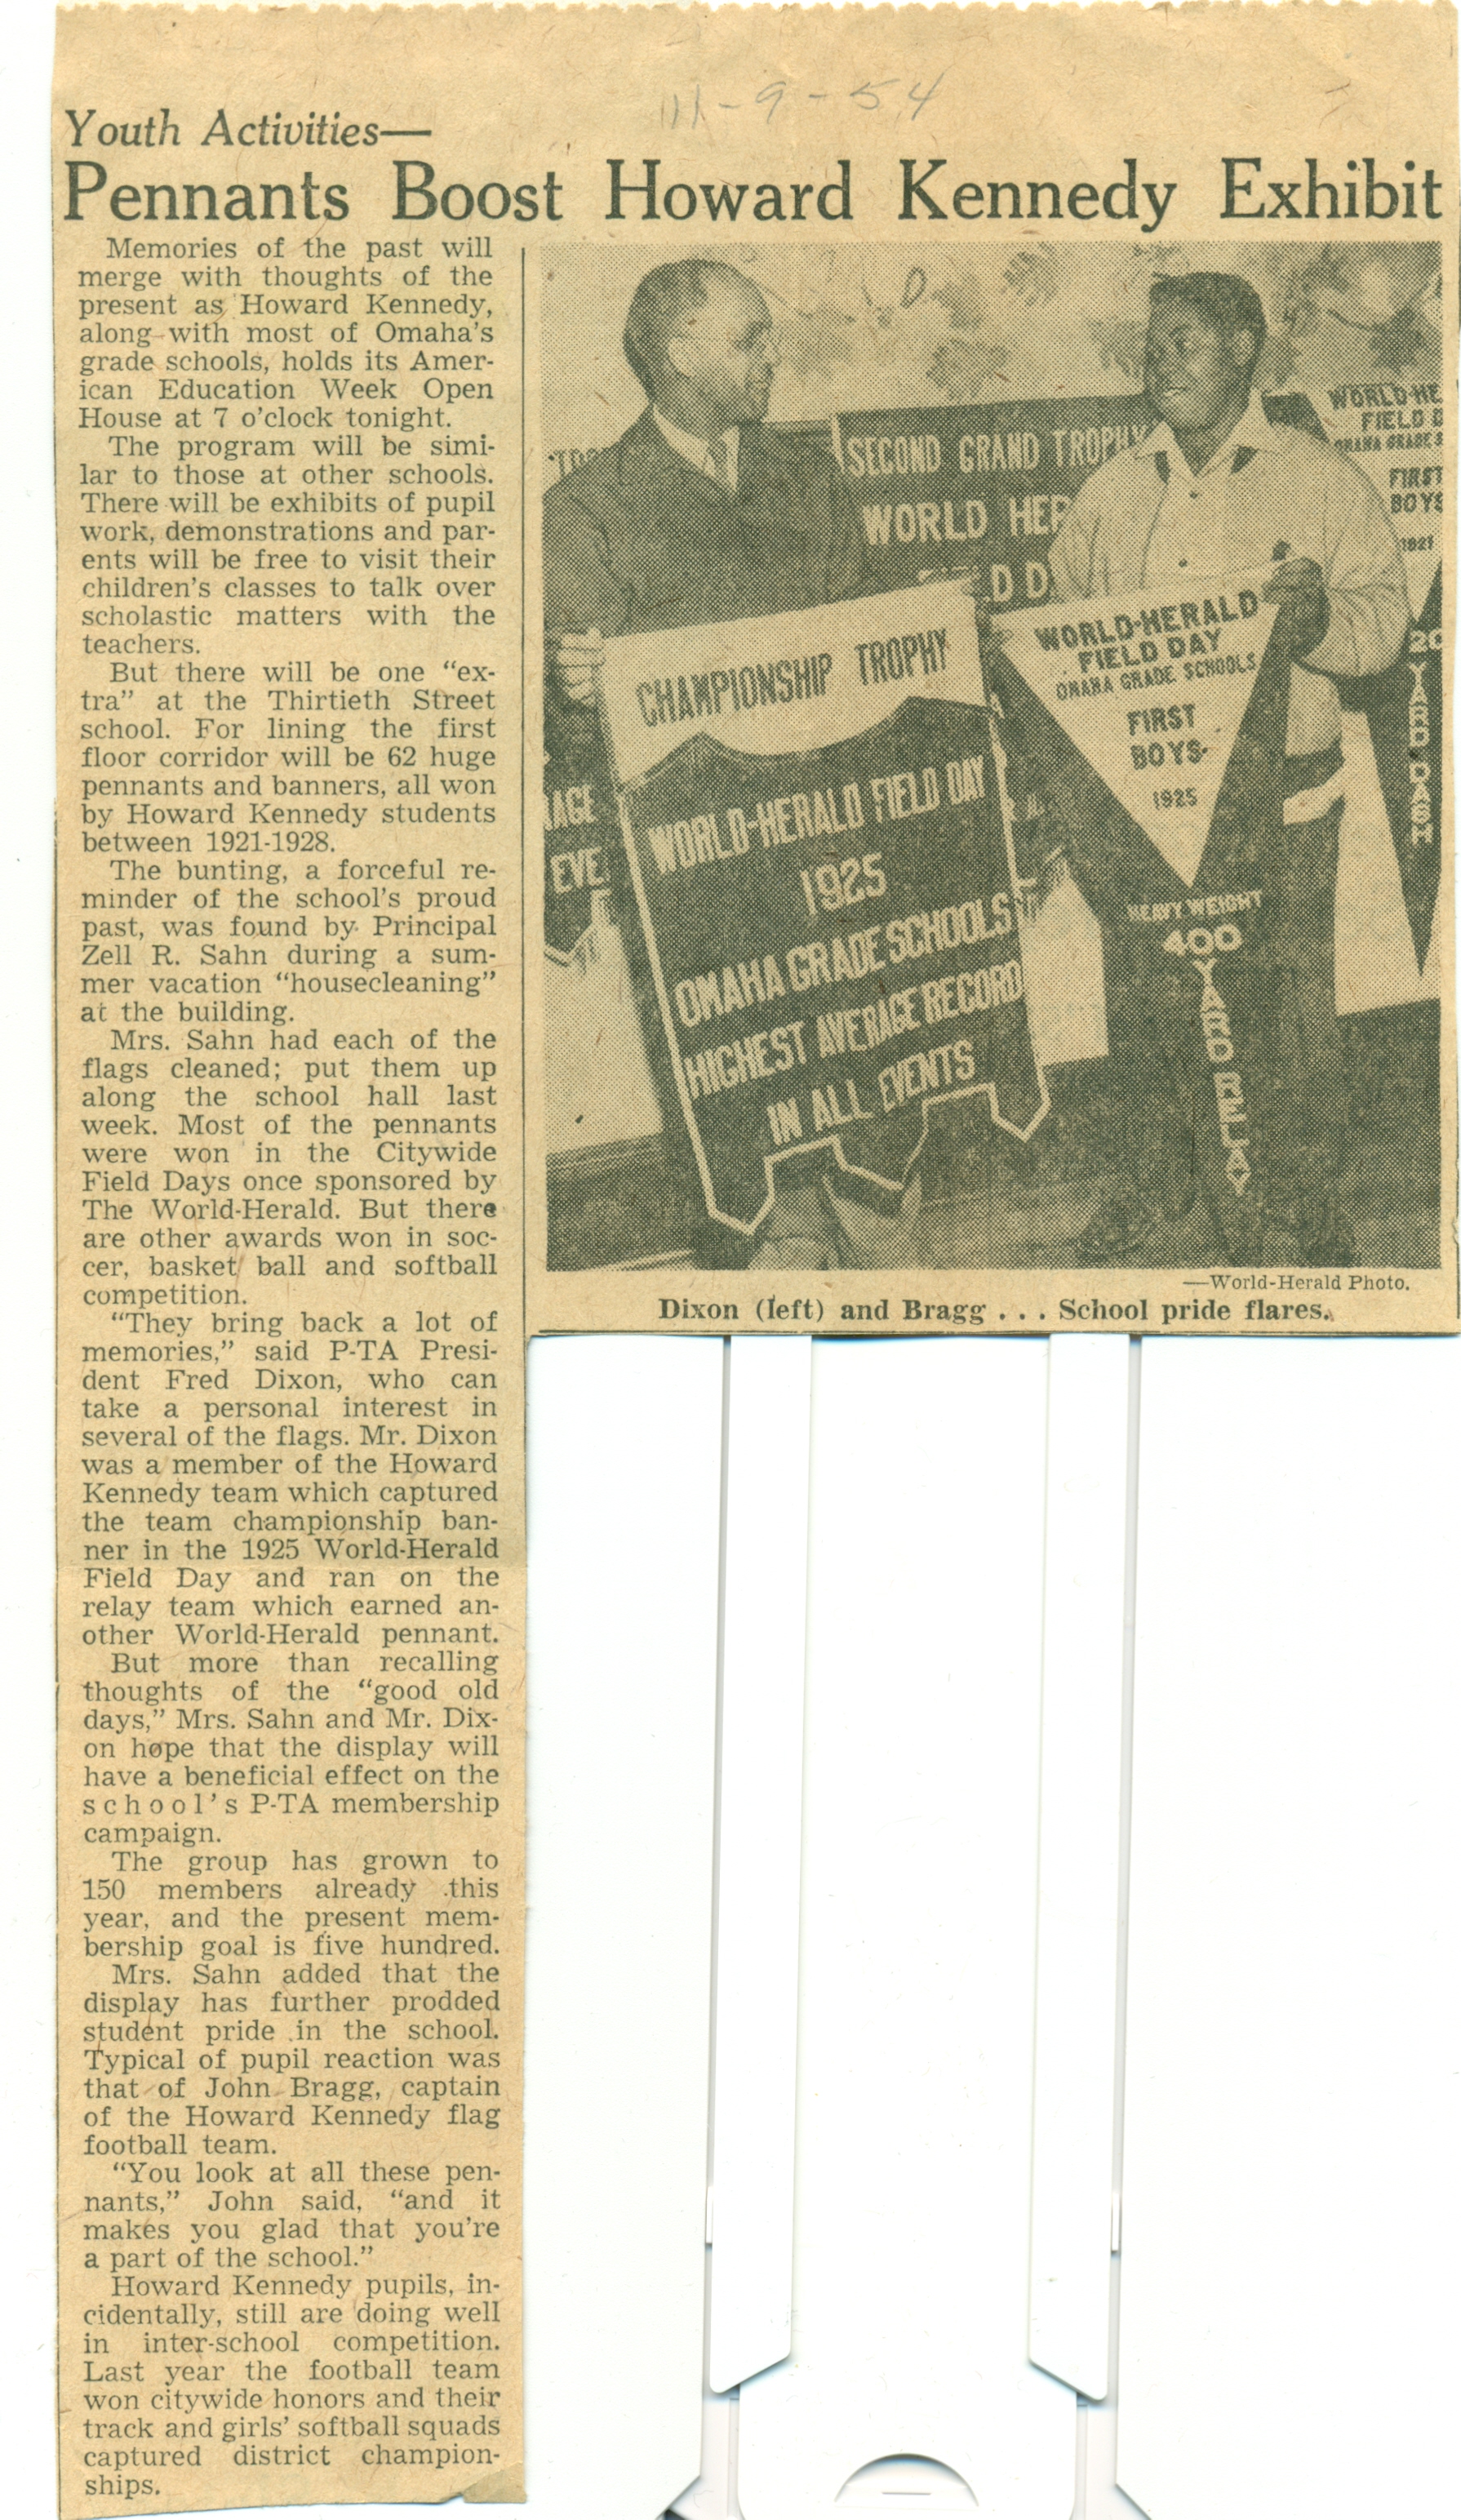 11-9-54
Youth Activities—
Pennants Boost Howard Kennedy Exhibit
Memories of the past will
merge with thoughts of the
present as Howard Kennedy,
along with most of Omaha's
grade schools, holds its Amer-
ican Education Week Open
House at 7 o'clock tonight.
The program will be simi-
lar to those at other schools.
There will be exhibits of pupil
work, demonstrations and par-
ents will be free to visit their
children's classes to talk over
scholastic matters with the
teachers.
But there will be one "ex-
tra" at the Thirtieth Street
school. For lining the first
floor corridor will be 62 huge
pennants and banners, all won
by Howard Kennedy students
between 1921-1928.
The bunting, a forceful re-
minder of the school's proud
past, was found by Principal
Zell R. Sahn during a sum-
mer vacation "housecleaning"
at the building.
Mrs. Sahn had each of the
flags cleaned; put them up
along the school hall last
week. Most of the pennants
were won in the Citywide
Field Days once sponsored by
The World-Herald. But there
are other awards won in soc-
cer, basket ball and softball
competition.
"They bring back a lot of
memories," said P-TA Presi-
dent Fred Dixon, who can
take a personal interest in
several of the flags. Mr. Dixon
was a member of the Howard
Kennedy team which captured
the team championship ban-
ner in the 1925 World-Herald
Field Day and ran on the
relay team which earned an-
other World-Herald pennant.
But more than recalling
thoughts of the "good old
days," Mrs. Sahn and Mr. Dix-
on hope that the display will
have a beneficial effect on the
school's P-TA membership
campaign.
The group has grown to
150 members already this
year, and the present mem-
bership goal is five hundred.
Mrs. Sahn added that the
display has further prodded
student pride in the school.
Typical of pupil reaction was
that of John Bragg, captain
of the Howard Kennedy flag
football team.
"You look at all these pen-
nants," John said, "and it
makes you glad that you're
a part of the school."
Howard Kennedy pupils, in-
cidentally, still are doing well
in inter-school competition.
Last year the football team
won citywide honors and their
track and girls' softball squads
captured district champion-
ships.
SECOND GRAND TROPHY
WORLD HER
D D
CHAMPIONSHIP TROPHY
WORLD-HERALD FIELD DAY
1925
OMAHA GRADE SCHOOLS
HIGHEST AVERAGE RECORD
IN ALL EVENTS
RAGE
EVE
WORLD-HERALD
FIELD DAY
OMAHA GRADE SCHOOLS
FIRST
BOYS
1925
HEAVY WEIGHT
400
YARD RELAY
WORLD-HE
FIELD D
OMAHA GRADE S
FIRST
BOYS
1921
20
YARD DASH
—World-Herald Photo.
Dixon (left) and Bragg . . . School pride flares.